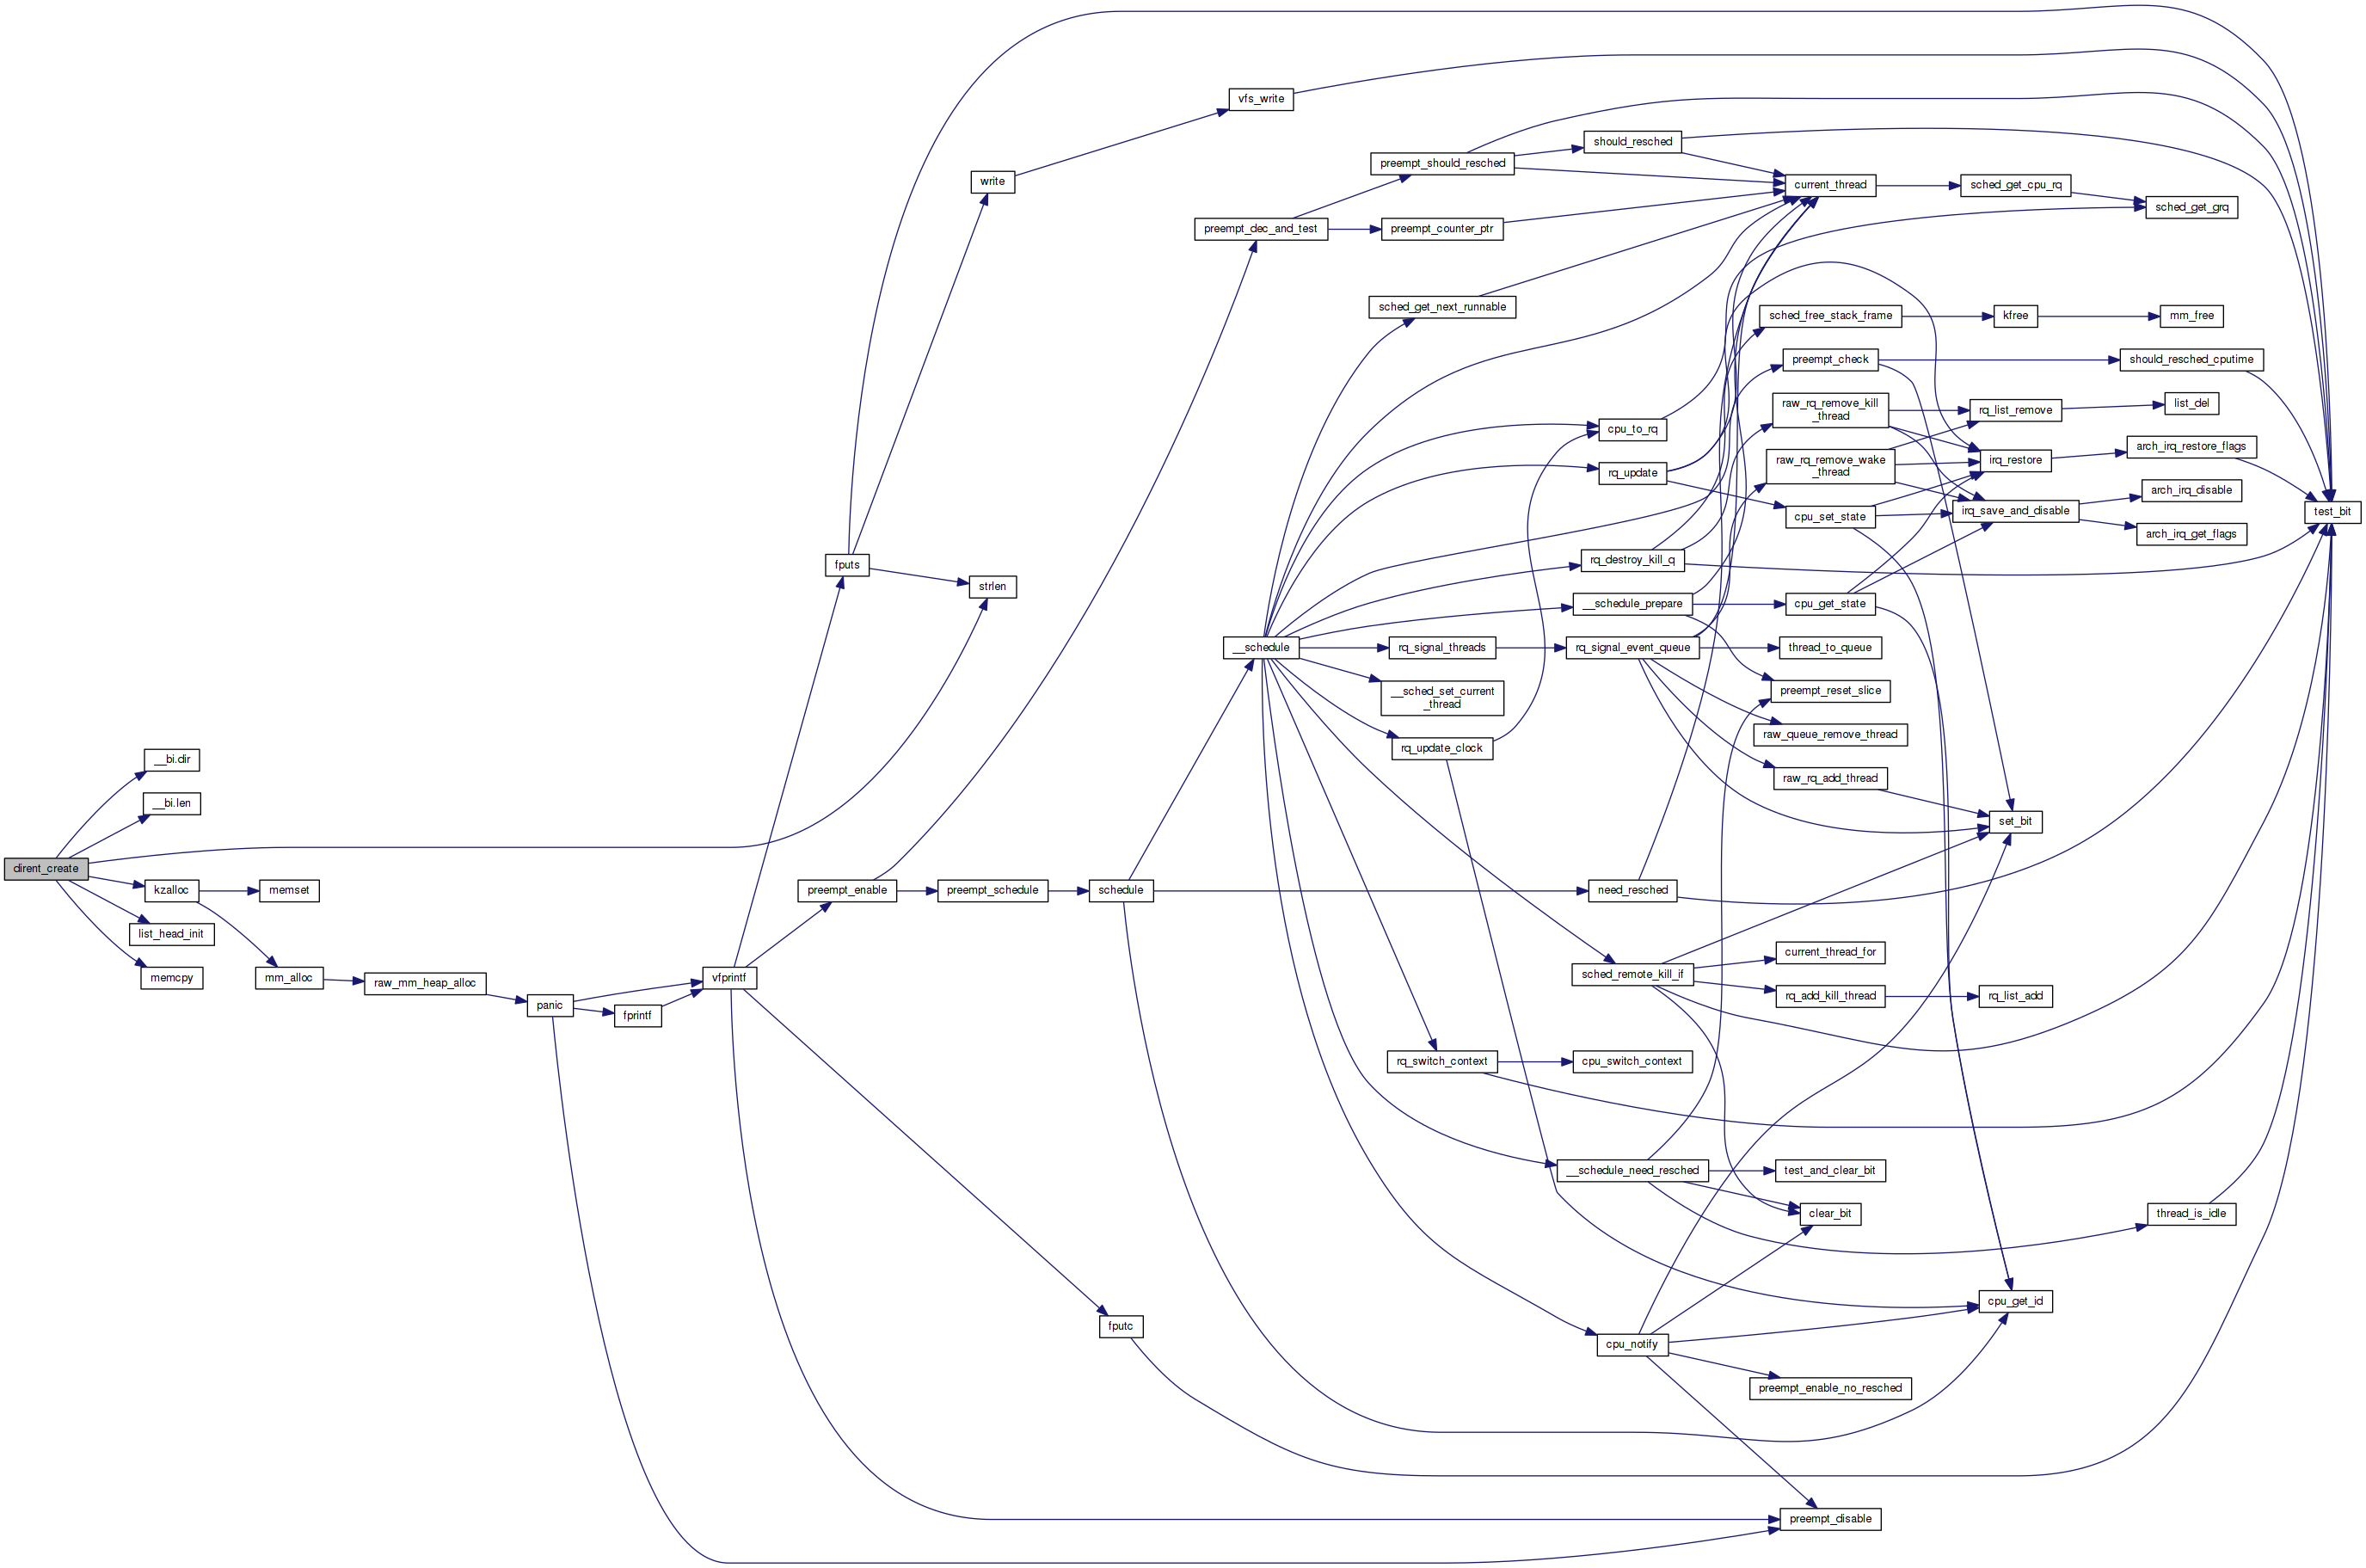 vfs_write
should_resched
preempt_should_resched
write
current_thread
sched_get_cpu_rq
sched_get_grq
preempt_dec_and_test
preempt_counter_ptr
sched_get_next_runnable
sched_free_stack_frame
kfree
mm_free
preempt_check
should_resched_cputime
raw_rq_remove_kill
_thread
rq_list_remove
list_del
cpu_to_rq
arch_irq_restore_flags
raw_rq_remove_wake
_thread
irq_restore
rq_update
arch_irq_disable
cpu_set_state
irq_save_and_disable
test_bit
arch_irq_get_flags
fputs
rq_destroy_kill_q
strlen
__schedule_prepare
cpu_get_state
__schedule
rq_signal_threads
rq_signal_event_queue
thread_to_queue
__sched_set_current
_thread
preempt_reset_slice
raw_queue_remove_thread
rq_update_clock
__bi.dir
raw_rq_add_thread
__bi.len
set_bit
dirent_create
kzalloc
memset
preempt_enable
preempt_schedule
schedule
need_resched
list_head_init
current_thread_for
memcpy
mm_alloc
raw_mm_heap_alloc
vfprintf
sched_remote_kill_if
rq_add_kill_thread
rq_list_add
panic
fprintf
rq_switch_context
cpu_switch_context
__schedule_need_resched
test_and_clear_bit
clear_bit
thread_is_idle
cpu_get_id
fputc
cpu_notify
preempt_enable_no_resched
preempt_disable